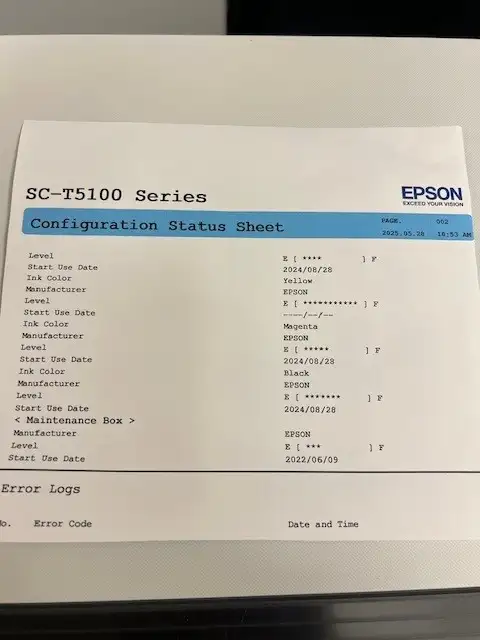 SC-T5100 Series
EPSON
EXCEED YOUR VISION
Configuration Status Sheet
PAGE. 002
2025.05.28 10:53 AM
Level E [ **** ] F
Start Use Date 2024/08/28
Ink Color Yellow
Manufacturer EPSON
Level E [ *********** ] F
Start Use Date ----/--/--
Ink Color Magenta
Manufacturer EPSON
Level E [ ***** ] F
Start Use Date 2024/08/28
Ink Color Black
Manufacturer EPSON
Level E [ ******* ] F
Start Use Date 2024/08/28
< Maintenance Box >
Manufacturer EPSON
Level E [ *** ] F
Start Use Date 2022/06/09
Error Logs
No. Error Code Date and Time